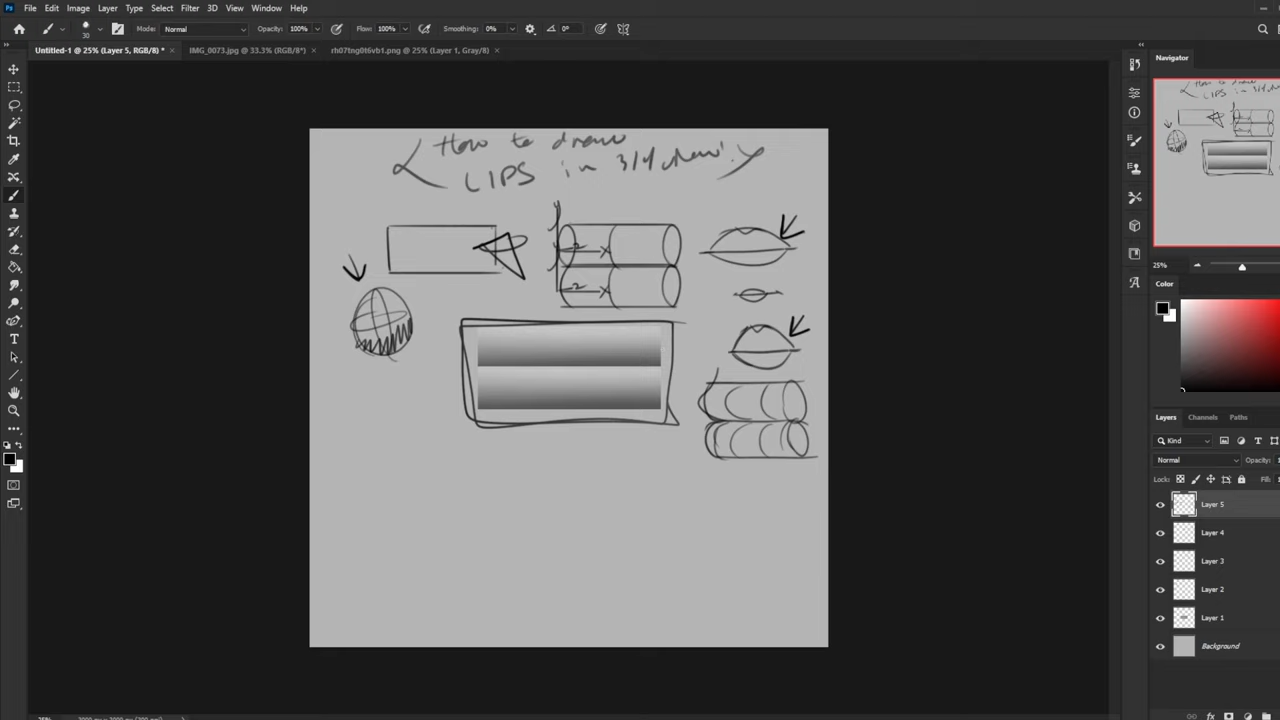 File Edit Image Layer Type Select Filter 3D View Window Help
30 Mode: Normal Opacity: 100% Flow: 100% Smoothing: 0% 0°
Untitled-1 @ 25% (Layer 5, RGB/8) * × IMG_0073.jpg @ 33.3% (RGB/8*) × rh07tng0t6vb1.png @ 25% (Layer 1, Gray/8) ×
Navigator
How to draw
LIPS in 3/4 view
25%
Color
Layers Channels Paths
Kind
Normal Opacity:
Lock: Fill:
Layer 5
Layer 4
Layer 3
Layer 2
Layer 1
Background